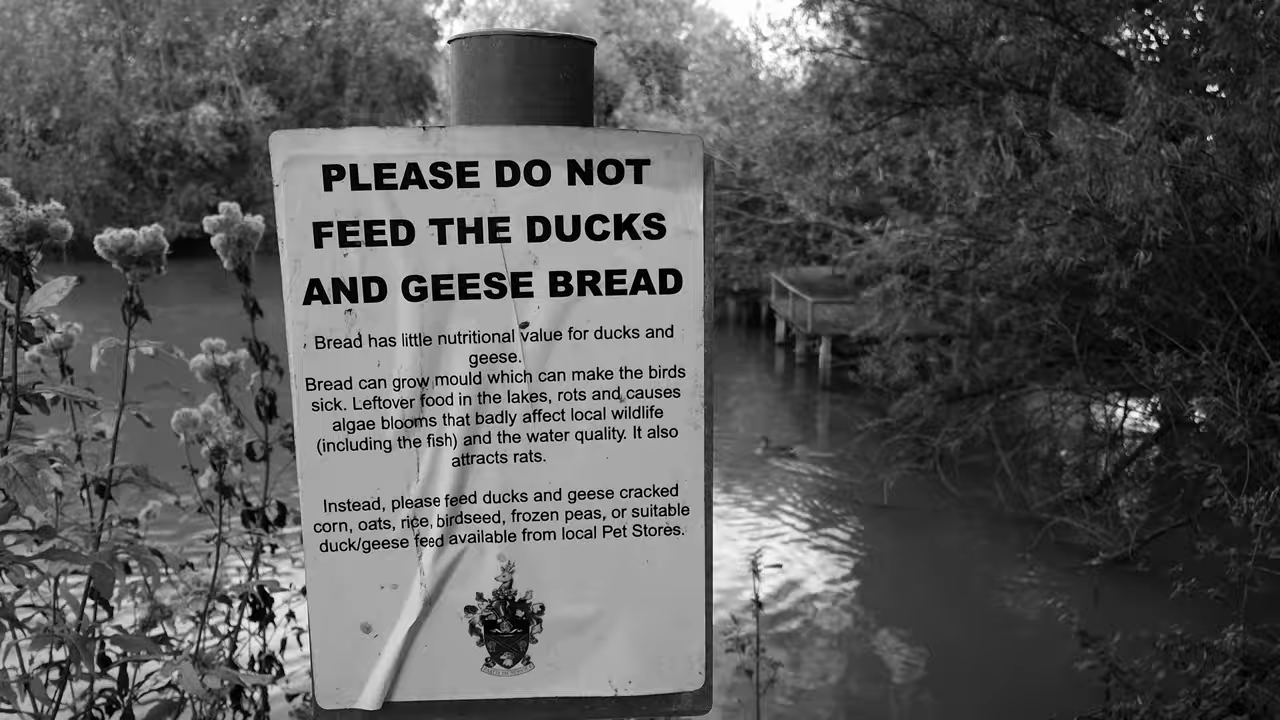 PLEASE DO NOT
FEED THE DUCKS
AND GEESE BREAD
Bread has little nutritional value for ducks and
geese.
Bread can grow mould which can make the birds
sick. Leftover food in the lakes, rots and causes
algae blooms that badly affect local wildlife
(including the fish) and the water quality. It also
attracts rats.
Instead, please feed ducks and geese cracked
corn, oats, rice, birdseed, frozen peas, or suitable
duck/geese feed available from local Pet Stores.